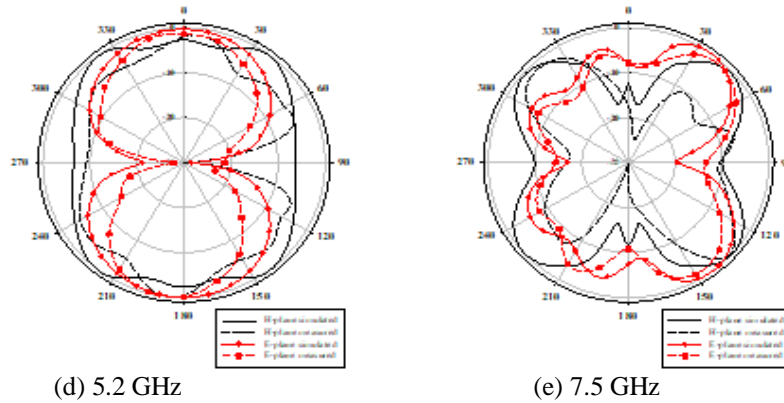 0 0
330 30 330 30
300 60 300 60
270 90 270
240 120 240 120
210 150 210 150
180 180
H-plane simulated H-plane simulated
H-plane measured H-plane measured
E-plane simulated E-plane simulated
E-plane measured E-plane measured
(d) 5.2 GHz (e) 7.5 GHz